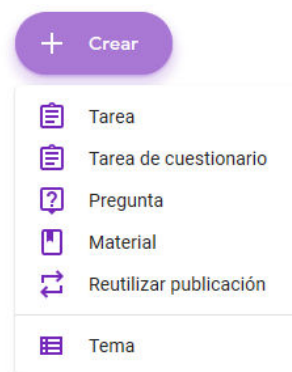 Crear
Tarea
Tarea de cuestionario
Pregunta
Material
Reutilizar publicación
Tema